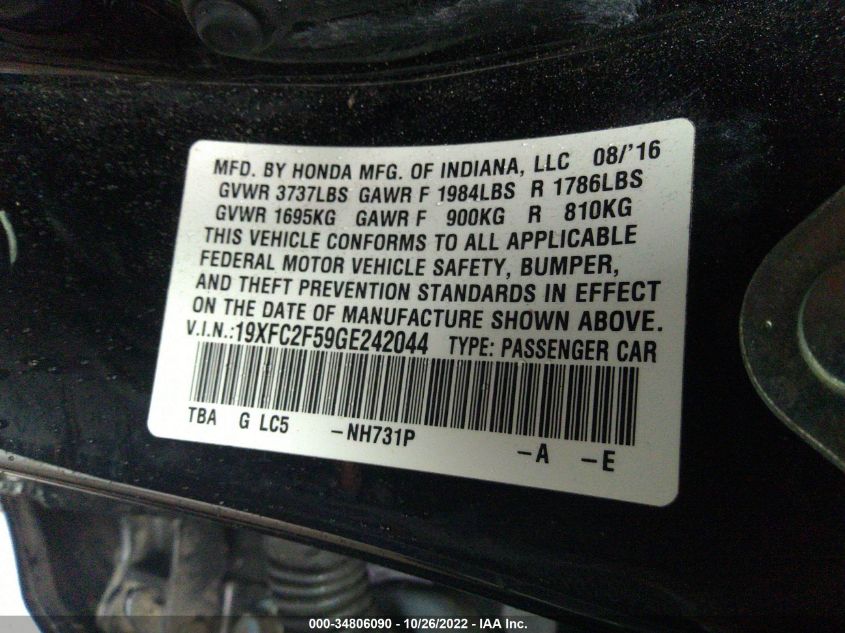 MFD. BY HONDA MFG. OF INDIANA, LLC 08/'16
GVWR 3737LBS GAWR F 1984LBS R 1786LBS
GVWR 1695KG GAWR F 900KG R 810KG
THIS VEHICLE CONFORMS TO ALL APPLICABLE
FEDERAL MOTOR VEHICLE SAFETY, BUMPER,
AND THEFT PREVENTION STANDARDS IN EFFECT
ON THE DATE OF MANUFACTURE SHOWN ABOVE.
V.I.N.:19XFC2F59GE242044 TYPE: PASSENGER CAR
TBA G LC5 -NH731P -A -E
000-34806090 - 10/26/2022 - IAA Inc.